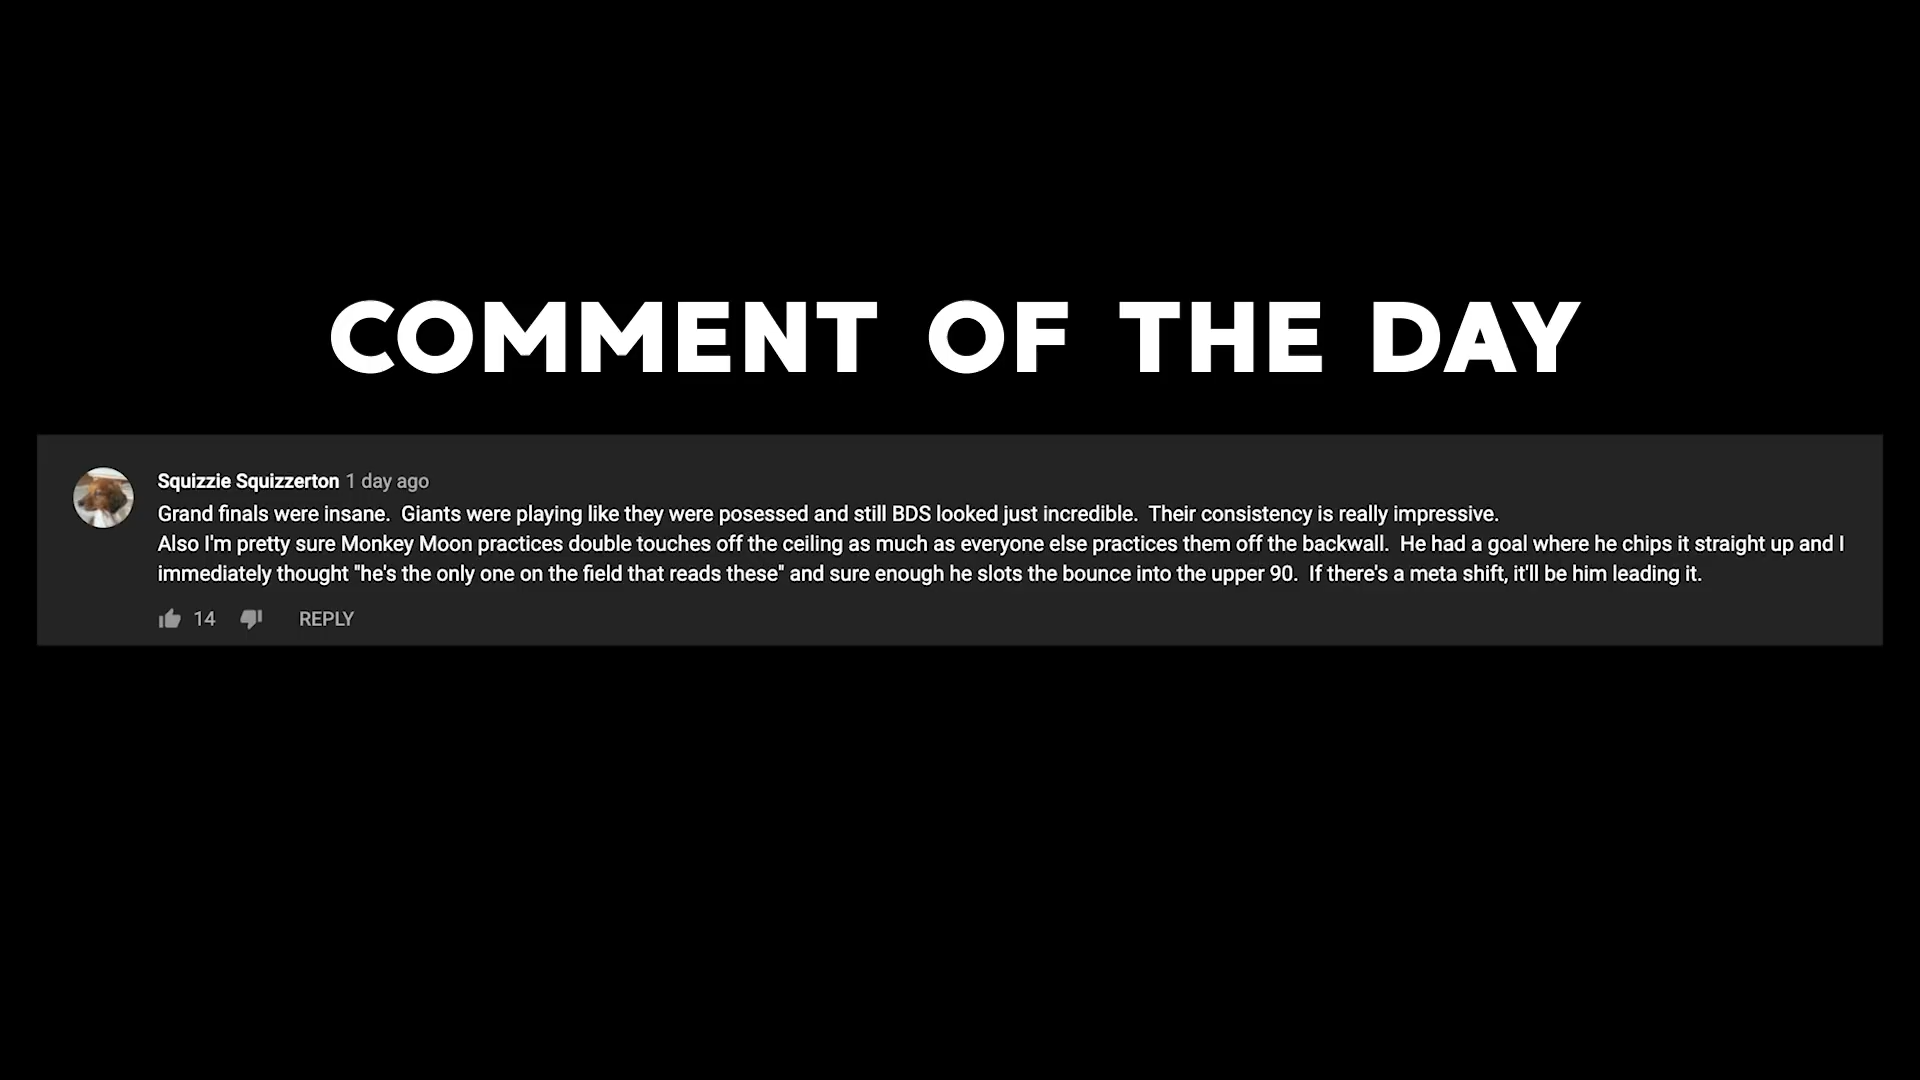 COMMENT OF THE DAY
Squizzie Squizzerton 1 day ago
Grand finals were insane.  Giants were playing like they were posessed and still BDS looked just incredible.  Their consistency is really impressive.
Also I'm pretty sure Monkey Moon practices double touches off the ceiling as much as everyone else practices them off the backwall.  He had a goal where he chips it straight up and I
immediately thought "he's the only one on the field that reads these" and sure enough he slots the bounce into the upper 90.  If there's a meta shift, it'll be him leading it.
14 REPLY